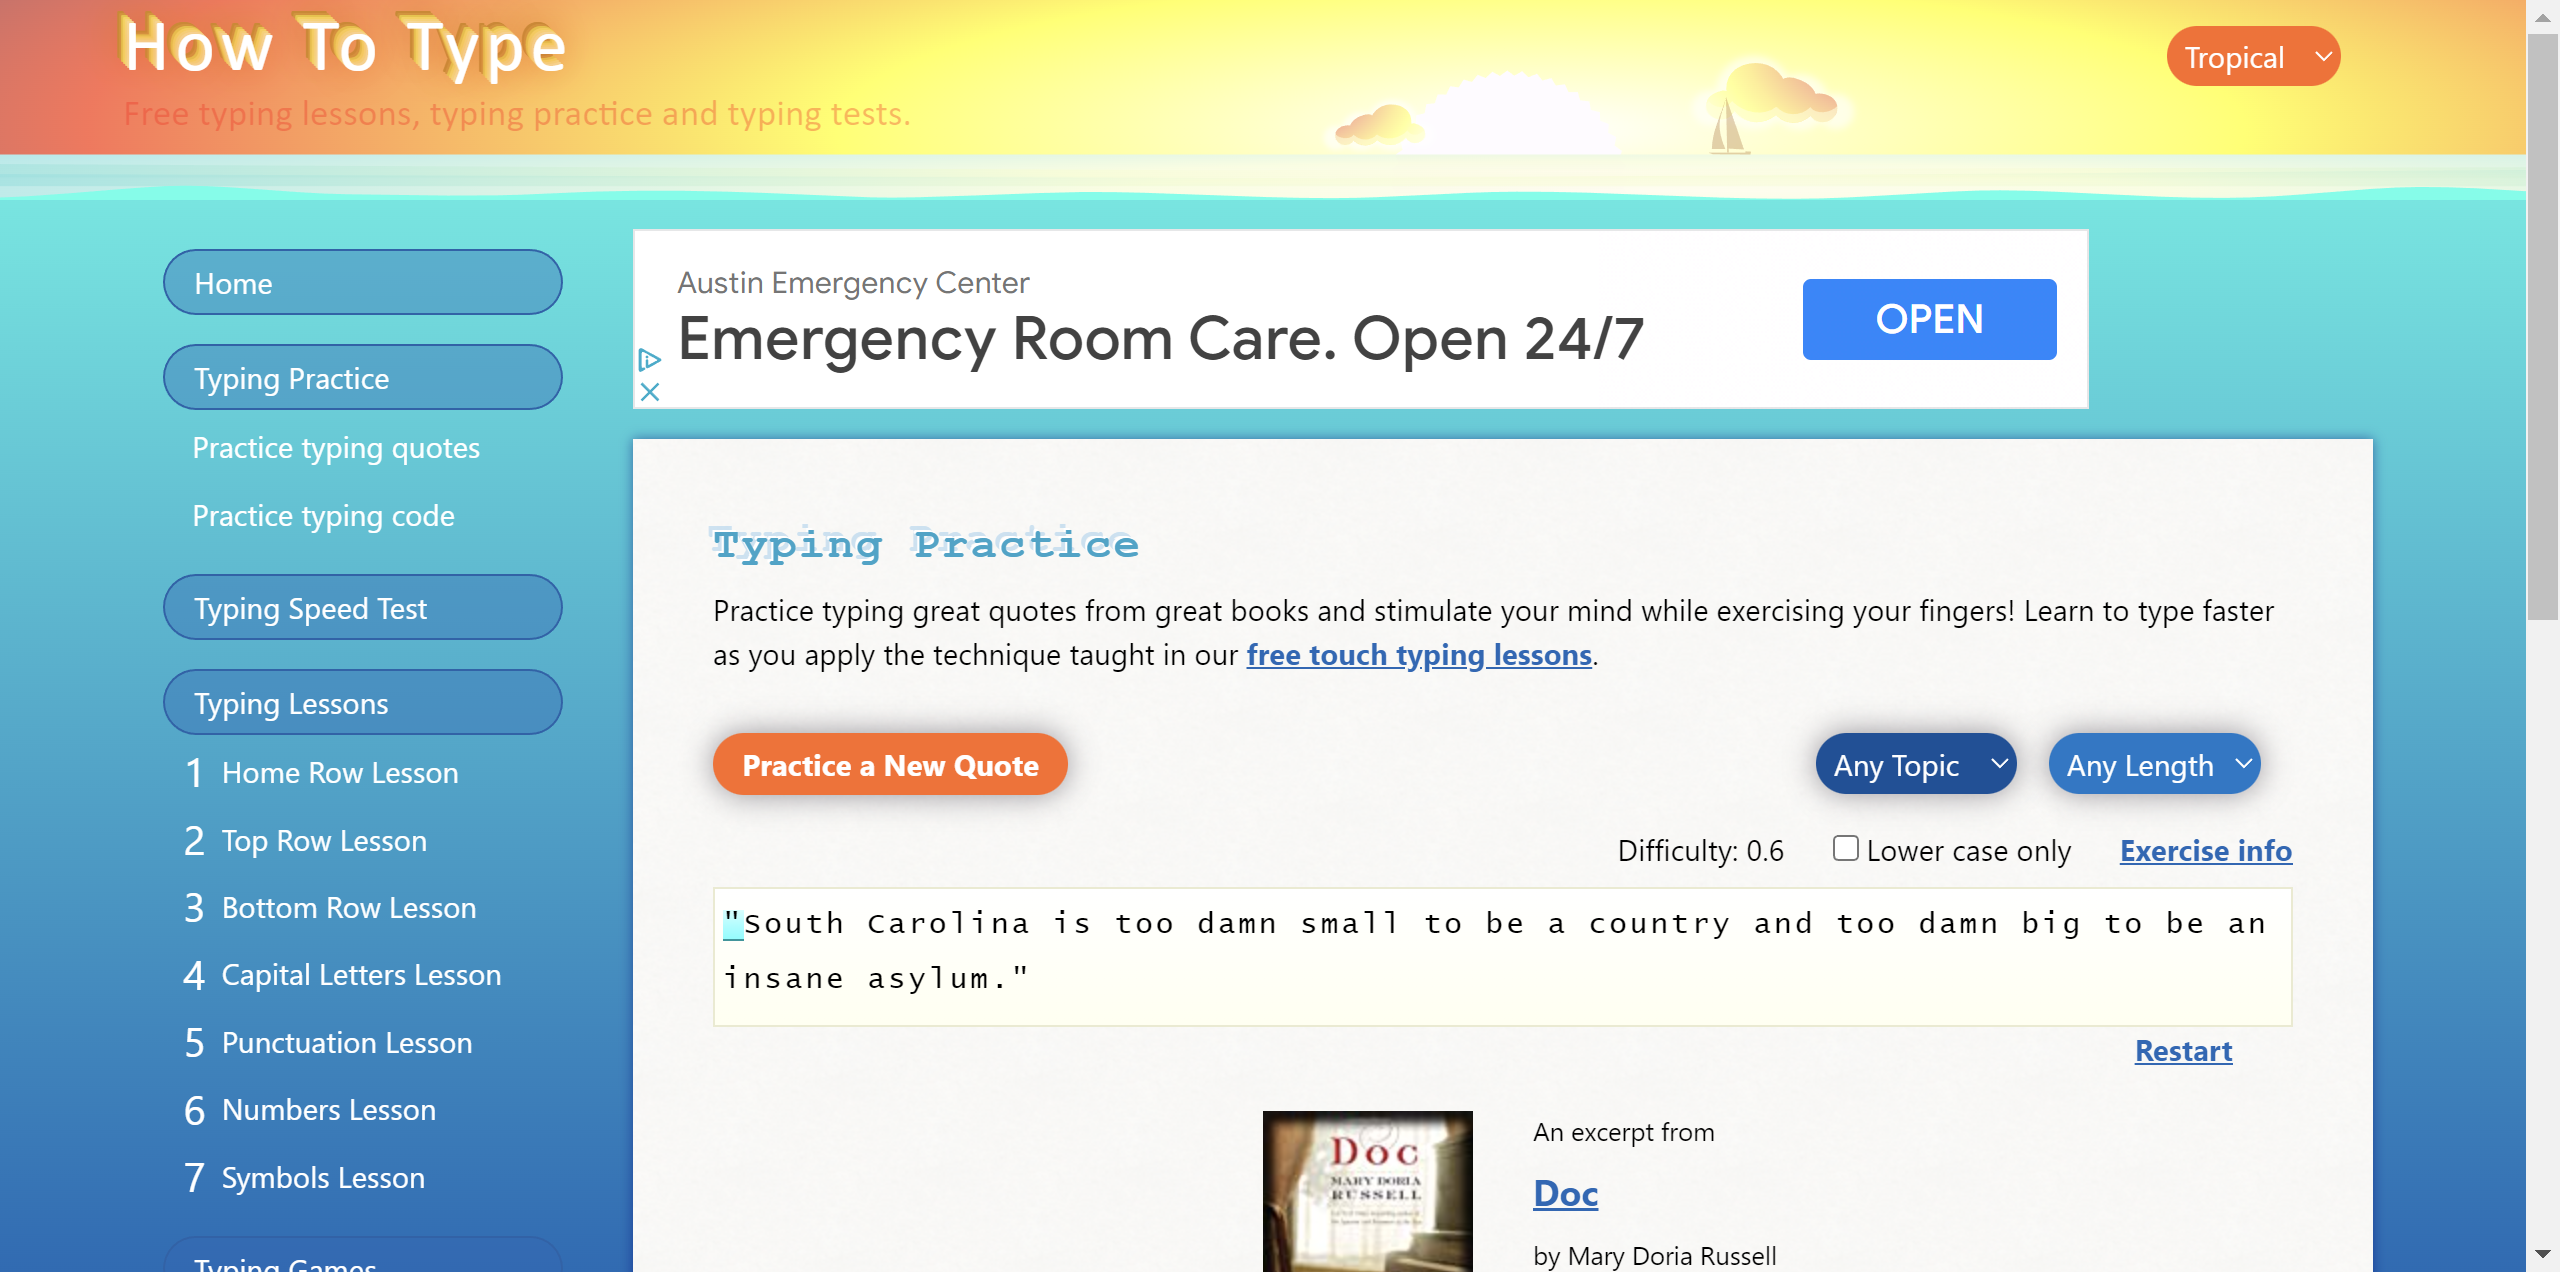 How To Type
Free typing lessons, typing practice and typing tests.
Tropical
Home
Typing Practice
Practice typing quotes
Practice typing code
Typing Speed Test
Typing Lessons
1 Home Row Lesson
2 Top Row Lesson
3 Bottom Row Lesson
4 Capital Letters Lesson
5 Punctuation Lesson
6 Numbers Lesson
7 Symbols Lesson
Typing Games
Austin Emergency Center
Emergency Room Care. Open 24/7
OPEN
Typing Practice
Practice typing great quotes from great books and stimulate your mind while exercising your fingers! Learn to type faster
as you apply the technique taught in our free touch typing lessons.
Practice a New Quote
Any Topic
Any Length
Difficulty: 0.6
Lower case only
Exercise info
"South Carolina is too damn small to be a country and too damn big to be an
insane asylum."
Restart
DOC
MARY DORIA
RUSSELL
An excerpt from
Doc
by Mary Doria Russell